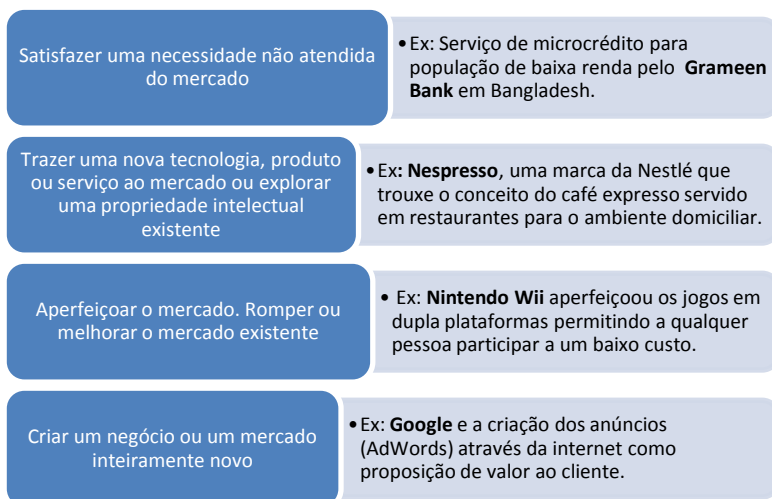 Satisfazer uma necessidade não atendida
do mercado
•Ex: Serviço de microcrédito para
população de baixa renda pelo Grameen
Bank em Bangladesh.
Trazer uma nova tecnologia, produto
ou serviço ao mercado ou explorar
uma propriedade intelectual
existente
•Ex: Nespresso, uma marca da Nestlé que
trouxe o conceito do café expresso servido
em restaurantes para o ambiente domiciliar.
Aperfeiçoar o mercado. Romper ou
melhorar o mercado existente
• Ex: Nintendo Wii aperfeiçoou os jogos em
dupla plataformas permitindo a qualquer
pessoa participar a um baixo custo.
Criar um negócio ou um mercado
inteiramente novo
•Ex: Google e a criação dos anúncios
(AdWords) através da internet como
proposição de valor ao cliente.